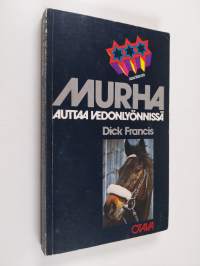 MURHA
AUTTAA VEDONLYÖNNISSÄ
Dick Francis
OTAVA